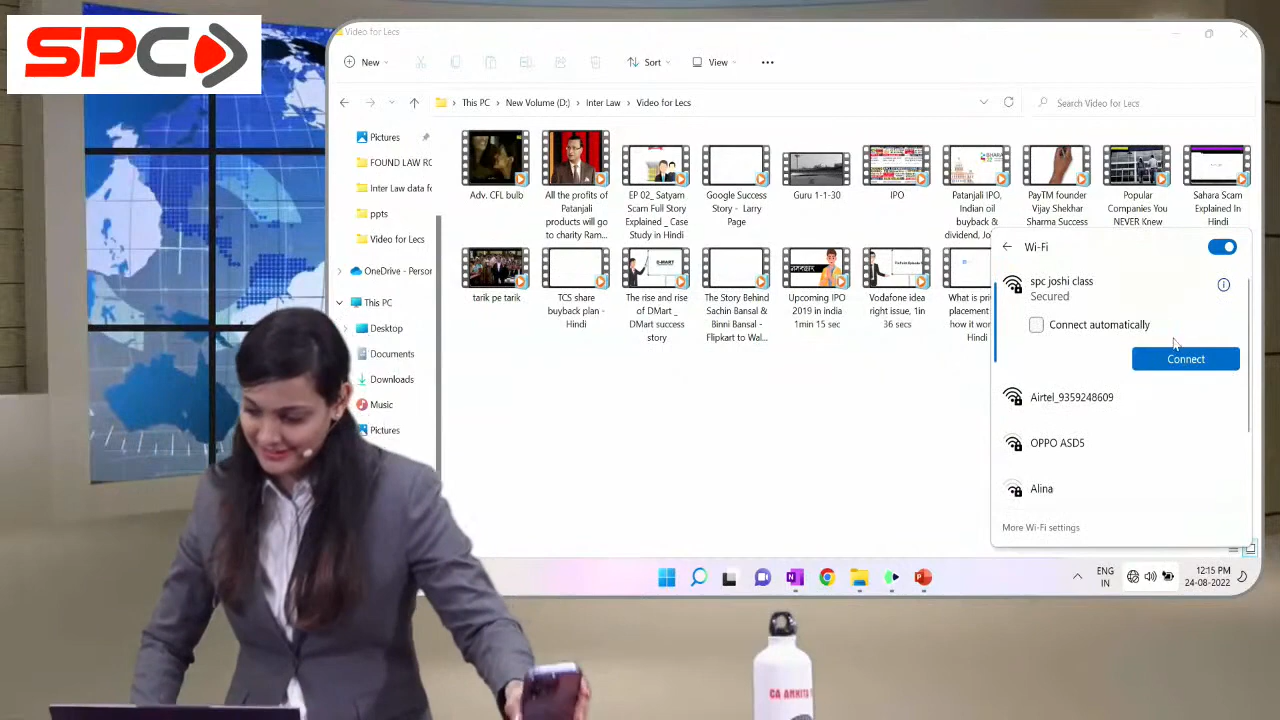 SPC
Video for Lecs
New
Sort
View
This PC
New Volume (D:)
Inter Law
Video for Lecs
Search Video for Lecs
Pictures
FOUND LAW RC
Inter Law data fo
ppts
Video for Lecs
OneDrive - Person
This PC
Desktop
Documents
Downloads
Music
Pictures
Adv. CFL bulb
All the profits of
Patanjali
products will go
to charity Ram...
EP 02_ Satyam
Scam Full Story
Explained _ Case
Study in Hindi
Google Success
Story - Larry
Page
Guru 1-1-30
IPO
Patanjali IPO,
Indian oil
buyback &
dividend, Jo
PayTM founder
Vijay Shekhar
Sharma Success
Popular
Companies You
NEVER Knew
Sahara Scam
Explained In
Hindi
tarik pe tarik
TCS share
buyback plan -
Hindi
The rise and rise
of DMart _
DMart success
story
The Story Behind
Sachin Bansal &
Binni Bansal -
Flipkart to Wal...
Upcoming IPO
2019 in india
1min 15 sec
Vodafone idea
right issue, 1in
36 secs
What is pri
placement
how it wor
Hindi
Wi-Fi
spc joshi class
Secured
Connect automatically
Connect
Airtel_9359248609
OPPO ASD5
Alina
More Wi-Fi settings
ENG
IN
12:15 PM
24-08-2022
CA ANKITA